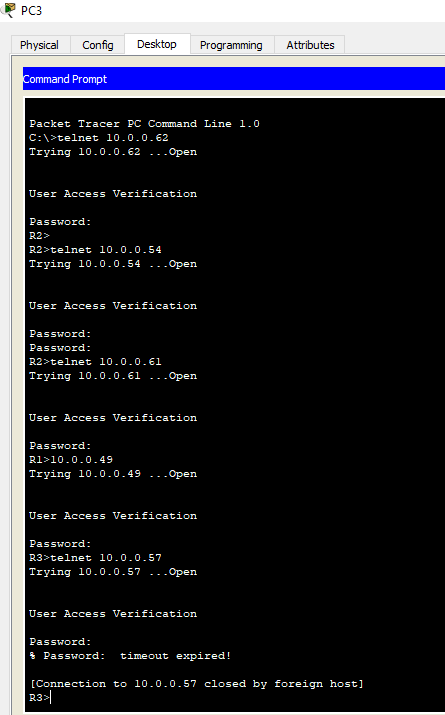 PC3
Physical Config Desktop Programming Attributes
Command Prompt
Packet Tracer PC Command Line 1.0
C:\>telnet 10.0.0.62
Trying 10.0.0.62 ...Open
User Access Verification
Password:
R2>
R2>telnet 10.0.0.54
Trying 10.0.0.54 ...Open
User Access Verification
Password:
Password:
R2>telnet 10.0.0.61
Trying 10.0.0.61 ...Open
User Access Verification
Password:
R1>10.0.0.49
Trying 10.0.0.49 ...Open
User Access Verification
Password:
R3>telnet 10.0.0.57
Trying 10.0.0.57 ...Open
User Access Verification
Password:
% Password:  timeout expired!
[Connection to 10.0.0.57 closed by foreign host]
R3>